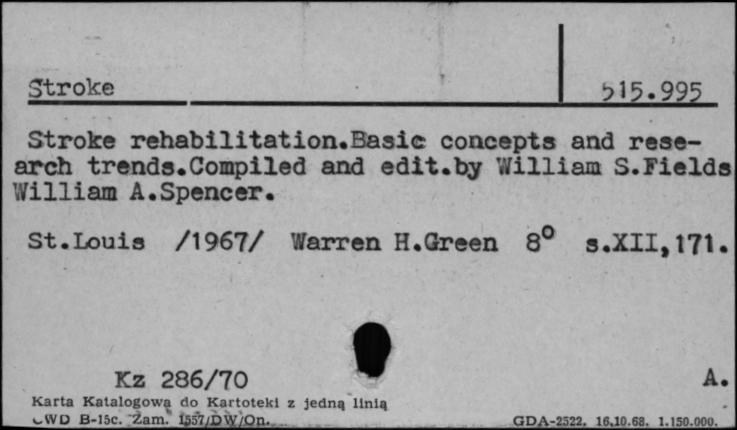 Stroke 515.995
Stroke rehabilitation.Basic concepts and rese-
arch trends.Compiled and edit.by William S.Fields
William A.Spencer.
St.Louis /1967/ Warren H.Green 8° s.XII,171.
Kz 286/70 A.
Karta Katalogowa do Kartoteki z jedną linią
CWD B-15c. Zam. 1557/DW/On. GDA-2522. 16.10.68. 1.150.000.